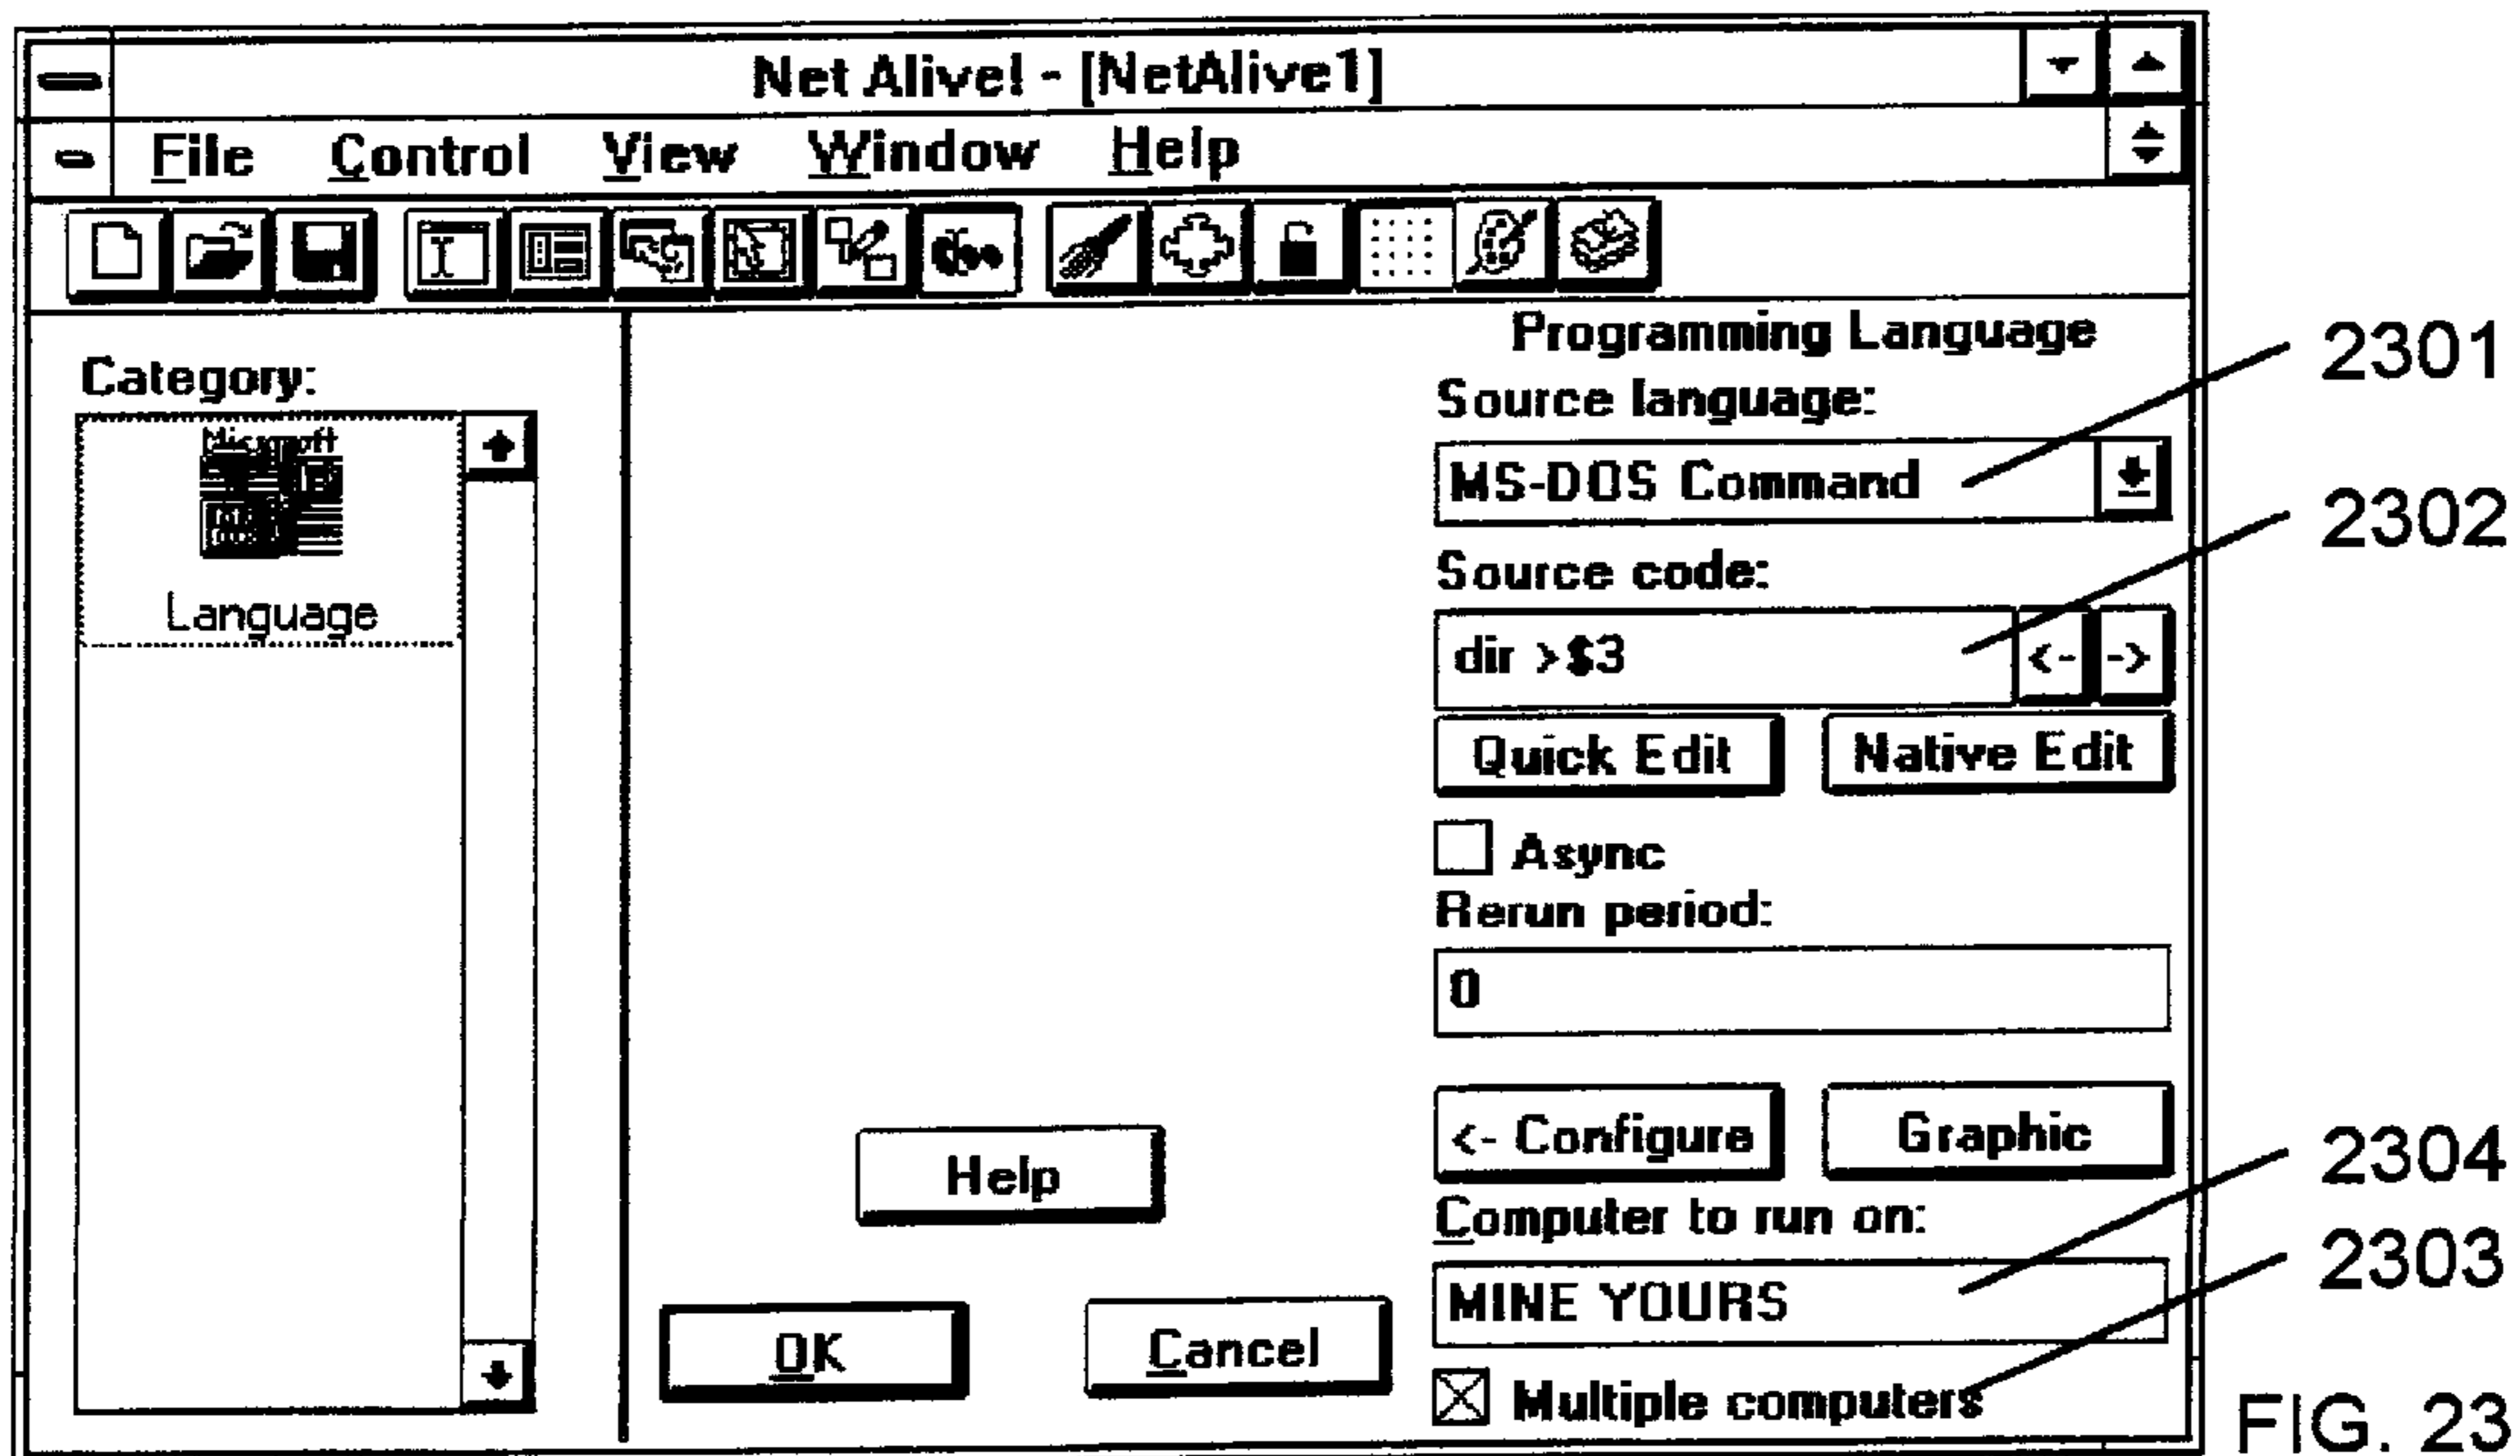 Net Alive! - [NetAlive1]
File Control View Window Help
Category:
Microsoft
Language
Programming Language
Source language:
MS-DOS Command
Source code:
dir >$3
<- ->
Quick Edit Native Edit
Async
Rerun period:
0
<- Configure Graphic
Help
Computer to run on:
MINE YOURS
OK Cancel
Multiple computers
2301
2302
2304
2303
FIG. 23